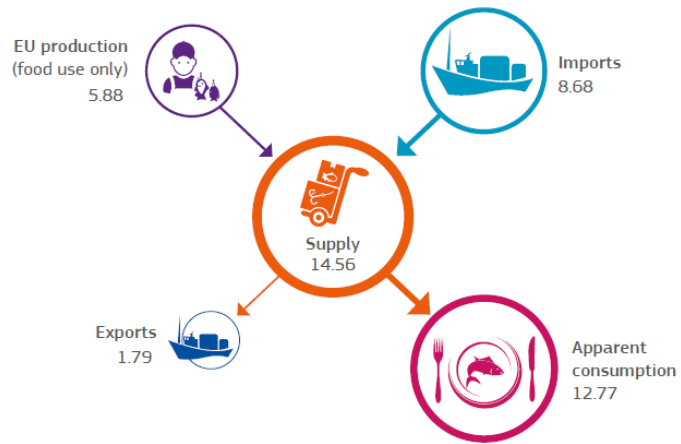 EU production
(food use only)
5.88
Imports
8.68
Supply
14.56
Exports
1.79
Apparent
consumption
12.77